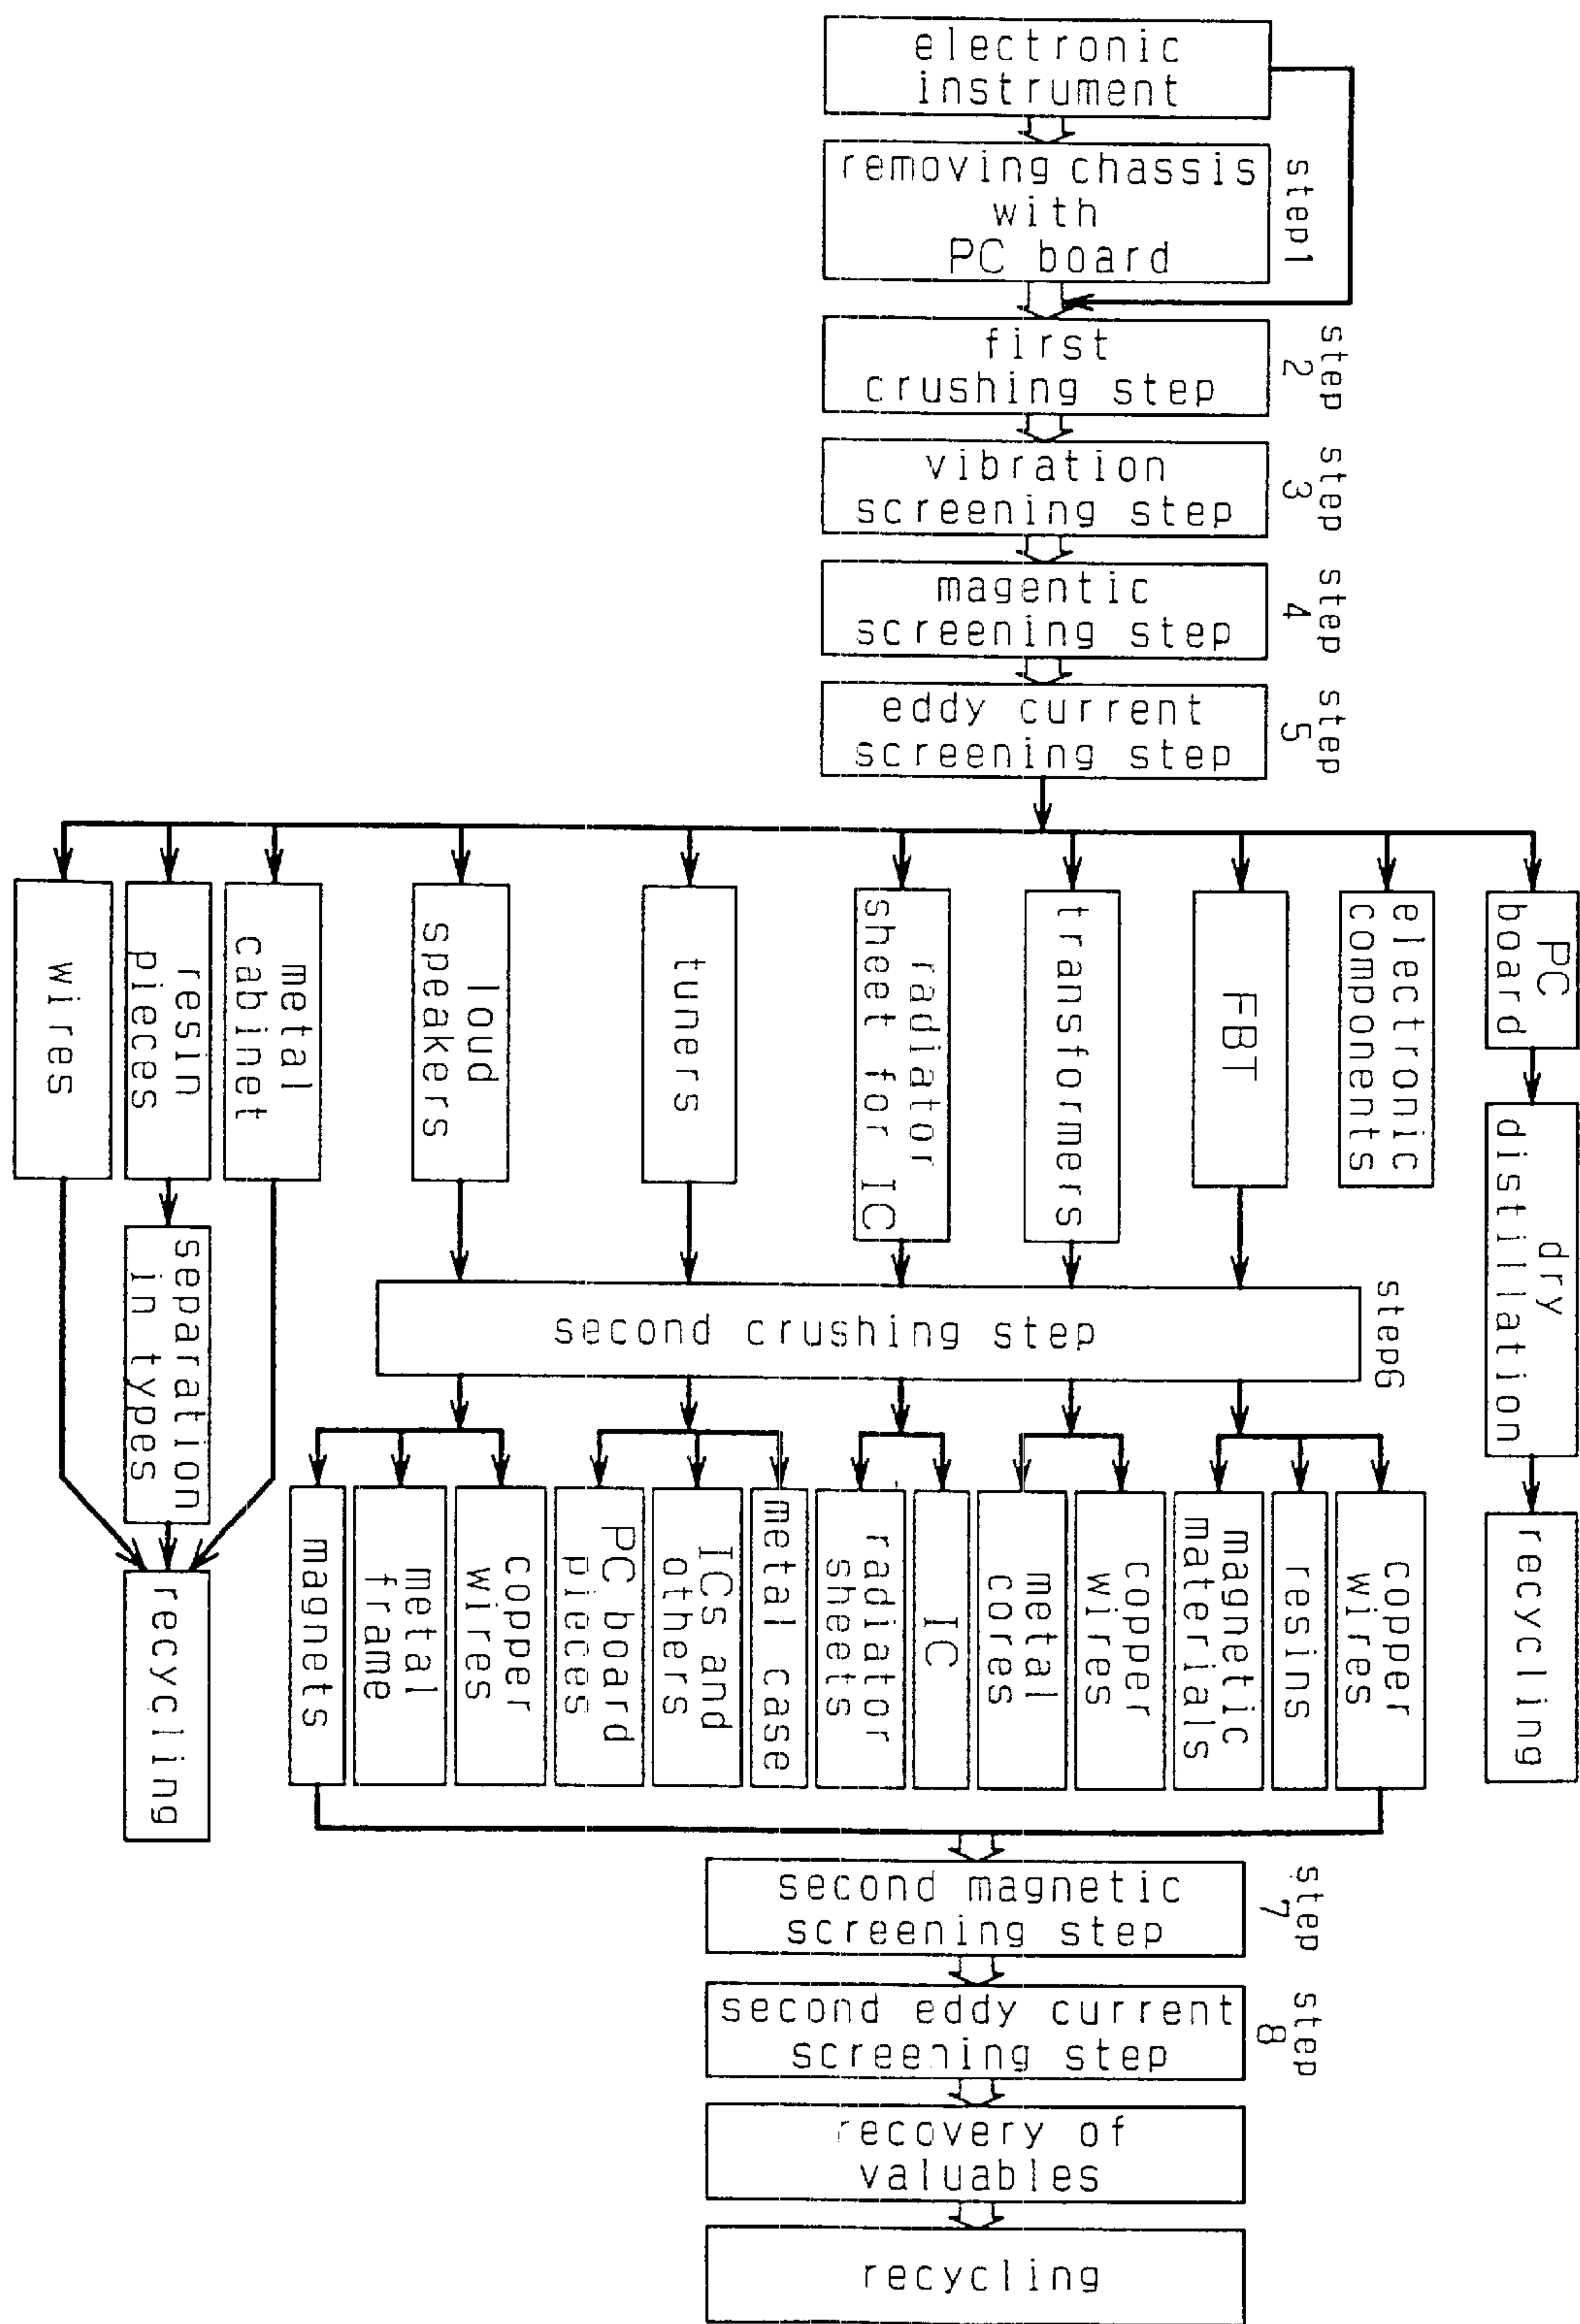 electronic
instrument
removing chassis
with
PC board
step1
first
crushing step
step
2
vibration
screening step
step
3
magentic
screening step
step
4
eddy current
screening step
step
5
wires
resin
pieces
metal
cabinet
loud
speakers
tuners
radiator
sheet for IC
transformers
FBT
electronic
components
PC
board
separation
in types
second crushing step
step6
dry
distillation
recycling
magnets
metal
frame
copper
wires
PC board
pieces
ICs and
others
metal case
radiator
sheets
IC
metal
cores
copper
wires
magnetic
materials
resins
copper
wires
recycling
second magnetic
screening step
step
7
second eddy current
screening step
step
8
recovery of
valuables
recycling